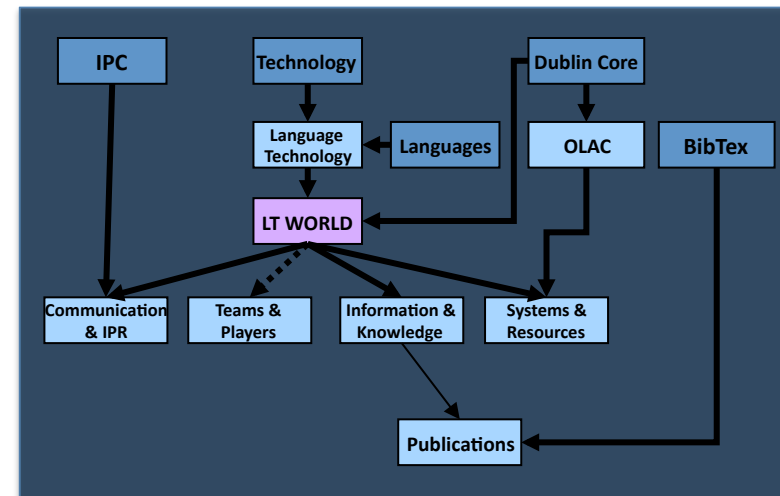 IPC
Technology
Dublin Core
Language
Technology
Languages
OLAC
BibTex
LT WORLD
Communication
& IPR
Teams &
Players
Information &
Knowledge
Systems &
Resources
Publications